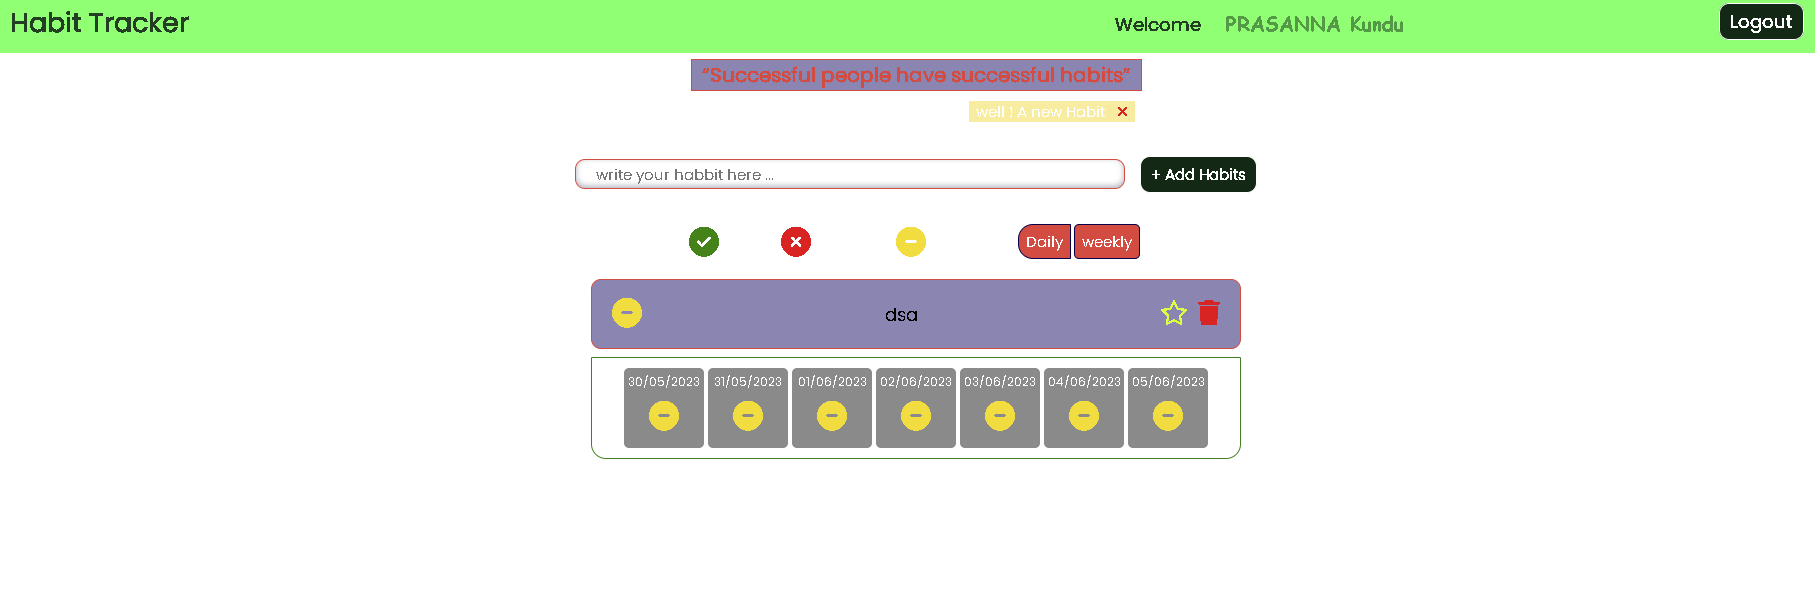 Habit Tracker
Welcome PRASANNA Kundu
Logout
“Successful people have successful habits”
well ! A new Habit
write your habbit here ...
+ Add Habits
Daily weekly
dsa
30/05/2023 31/05/2023 01/06/2023 02/06/2023 03/06/2023 04/06/2023 05/06/2023